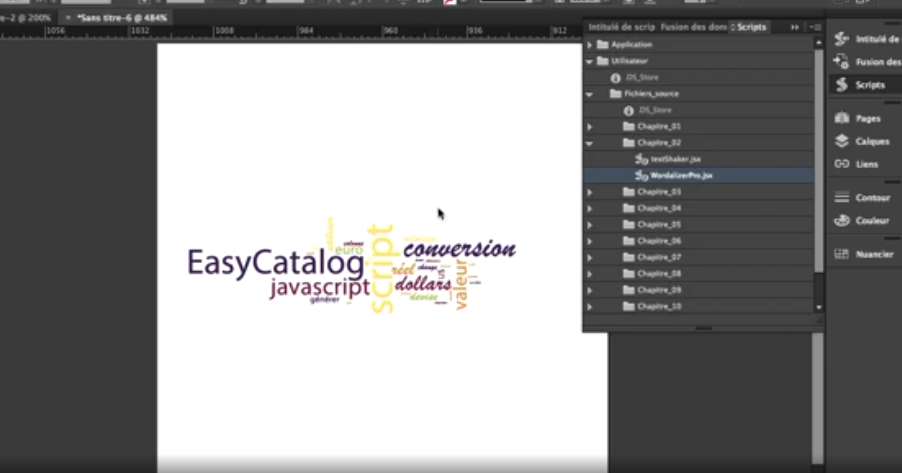 e-2 @ 200%
× *Sans titre-6 @ 484%
1056
1032
1008
984
960
936
912
Intitulé de scrip
Fusion des don
Scripts
Application
Utilisateur
.DS_Store
Fichiers_source
.DS_Store
Chapitre_01
Chapitre_02
textShaker.jsx
WordalizerPro.jsx
Chapitre_03
Chapitre_04
Chapitre_05
Chapitre_06
Chapitre_07
Chapitre_08
Chapitre_09
Chapitre_10
Intitulé de
Fusion des
Scripts
Pages
Calques
Liens
Contour
Couleur
Nuancier
EasyCatalog
javascript
générer
euro
script
conversion
réel
dollars
devise
valeur